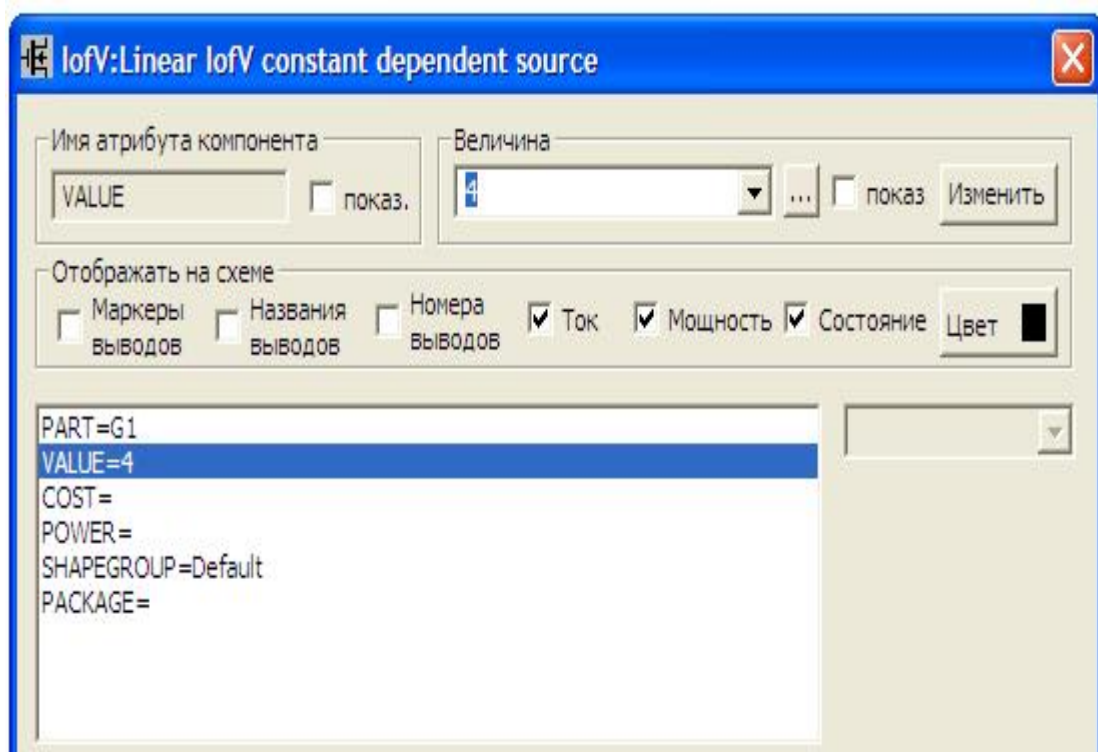 IofV:Linear IofV constant dependent source
Имя атрибута компонента
VALUE
показ.
Величина
4
...
показ
Изменить
Отображать на схеме
Маркеры
выводов
Названия
выводов
Номера
выводов
Ток
Мощность
Состояние
Цвет
PART=G1
VALUE=4
COST=
POWER=
SHAPEGROUP=Default
PACKAGE=